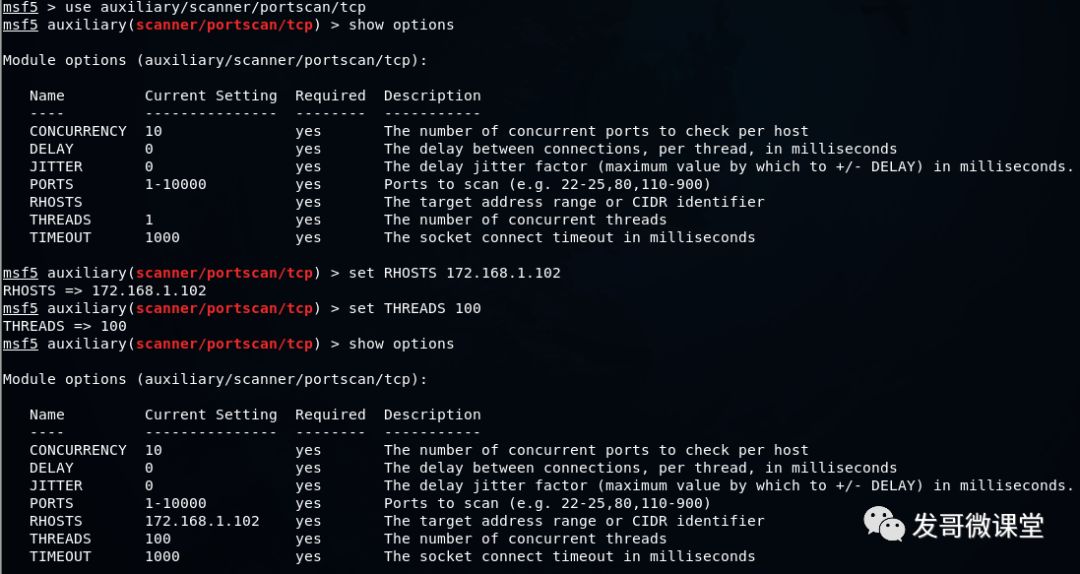 msf5 > use auxiliary/scanner/portscan/tcp
msf5 auxiliary(scanner/portscan/tcp) > show options
Module options (auxiliary/scanner/portscan/tcp):
Name Current Setting Required Description
---- --------------- -------- -----------
CONCURRENCY 10 yes The number of concurrent ports to check per host
DELAY 0 yes The delay between connections, per thread, in milliseconds
JITTER 0 yes The delay jitter factor (maximum value by which to +/- DELAY) in milliseconds.
PORTS 1-10000 yes Ports to scan (e.g. 22-25,80,110-900)
RHOSTS yes The target address range or CIDR identifier
THREADS 1 yes The number of concurrent threads
TIMEOUT 1000 yes The socket connect timeout in milliseconds
msf5 auxiliary(scanner/portscan/tcp) > set RHOSTS 172.168.1.102
RHOSTS => 172.168.1.102
msf5 auxiliary(scanner/portscan/tcp) > set THREADS 100
THREADS => 100
msf5 auxiliary(scanner/portscan/tcp) > show options
Module options (auxiliary/scanner/portscan/tcp):
Name Current Setting Required Description
---- --------------- -------- -----------
CONCURRENCY 10 yes The number of concurrent ports to check per host
DELAY 0 yes The delay between connections, per thread, in milliseconds
JITTER 0 yes The delay jitter factor (maximum value by which to +/- DELAY) in milliseconds.
PORTS 1-10000 yes Ports to scan (e.g. 22-25,80,110-900)
RHOSTS 172.168.1.102 yes The target address range or CIDR identifier
THREADS 100 yes The number of concurrent threads
TIMEOUT 1000 yes The socket connect timeout in milliseconds
发哥微课堂